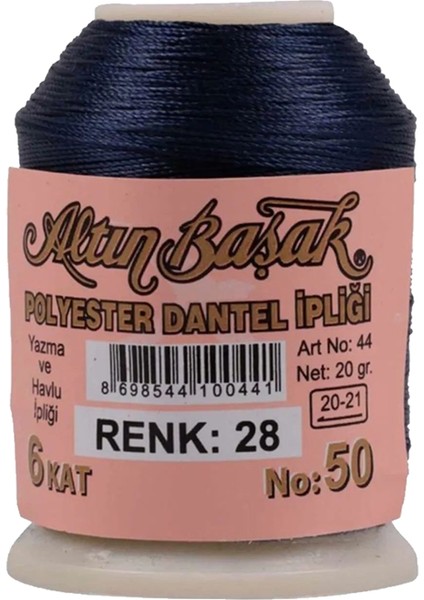 Altın Başak®
POLYESTER DANTEL İPLİĞİ
Yazma
ve
Havlu
İpliği
8 698544 100441
Art No: 44
Net: 20 gr.
20-21
RENK: 28
6 KAT
No: 50